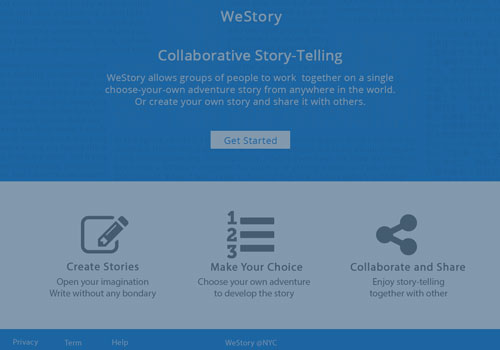 WeStory
Collaborative Story-Telling
WeStory allows groups of people to work together on a single
choose-your-own adventure story from anywhere in the world.
Or create your own story and share it with others.
Get Started
1
2
3
Create Stories
Open your imagination
Write without any bondary
Make Your Choice
Choose your own adventure
to develop the story
Collaborate and Share
Enjoy story-telling
together with other
Privacy Term Help WeStory @NYC